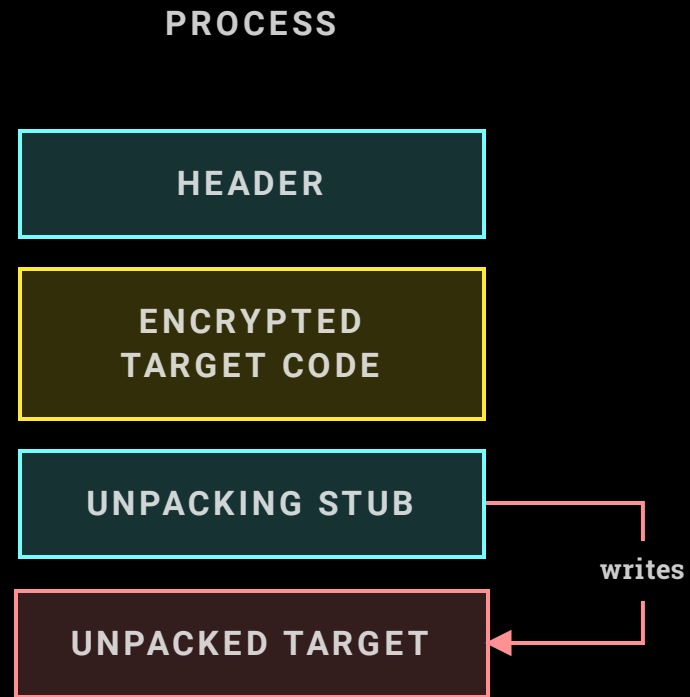 PROCESS
HEADER
ENCRYPTED
TARGET CODE
UNPACKING STUB
writes
UNPACKED TARGET